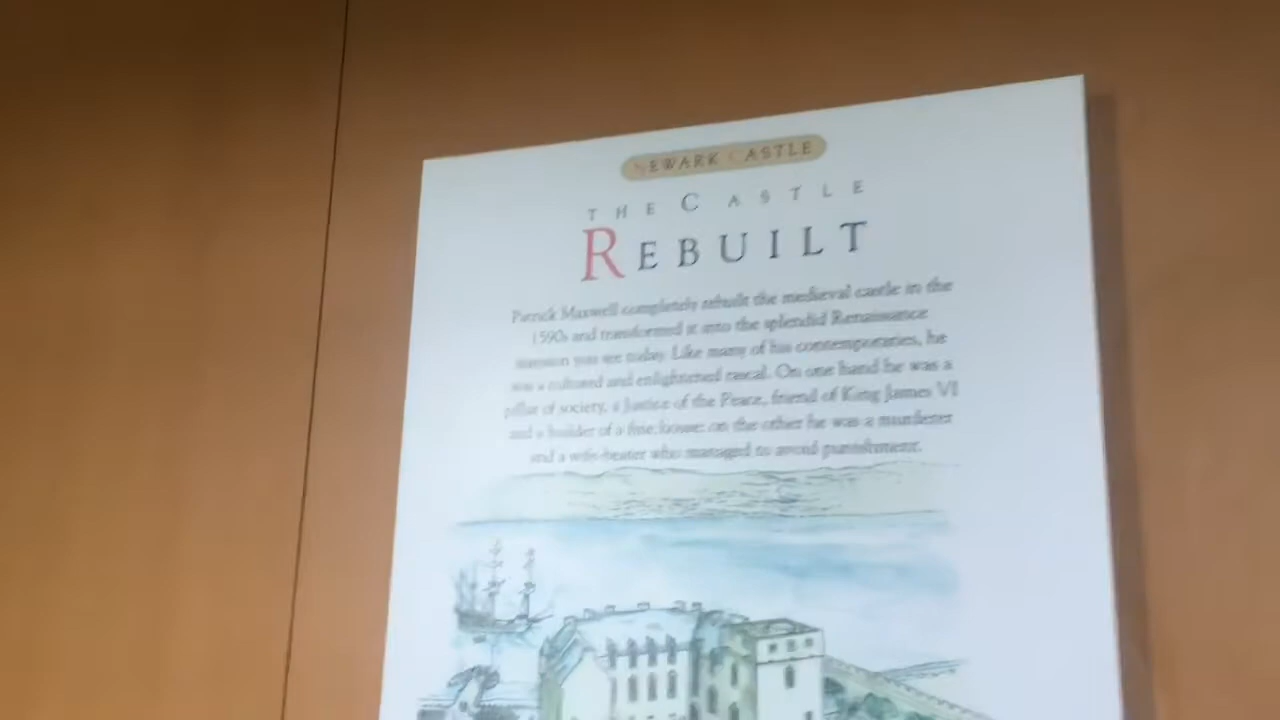 NEWARK CASTLE
THE CASTLE
REBUILT
Patrick Maxwell completely rebuilt the medieval castle in the
1590s and transformed it into the splendid Renaissance
mansion you see today. Like many of his contemporaries, he
was a cultured and enlightened rascal. On one hand he was a
pillar of society, a Justice of the Peace, friend of King James VI
and a builder of a fine house: on the other he was a murderer
and a wife-beater who managed to avoid punishment.